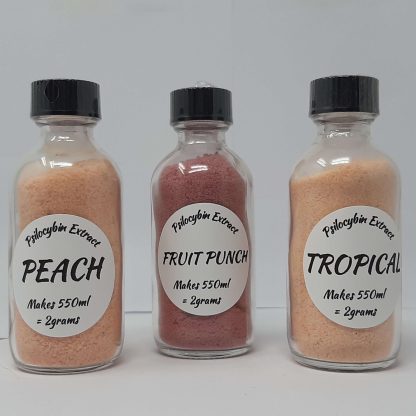 Psilocybin Extract
PEACH
Makes 550ml
= 2grams
Psilocybin Extract
FRUIT PUNCH
Makes 550ml
= 2grams
Psilocybin Extract
TROPICAL
Makes 550ml
= 2grams